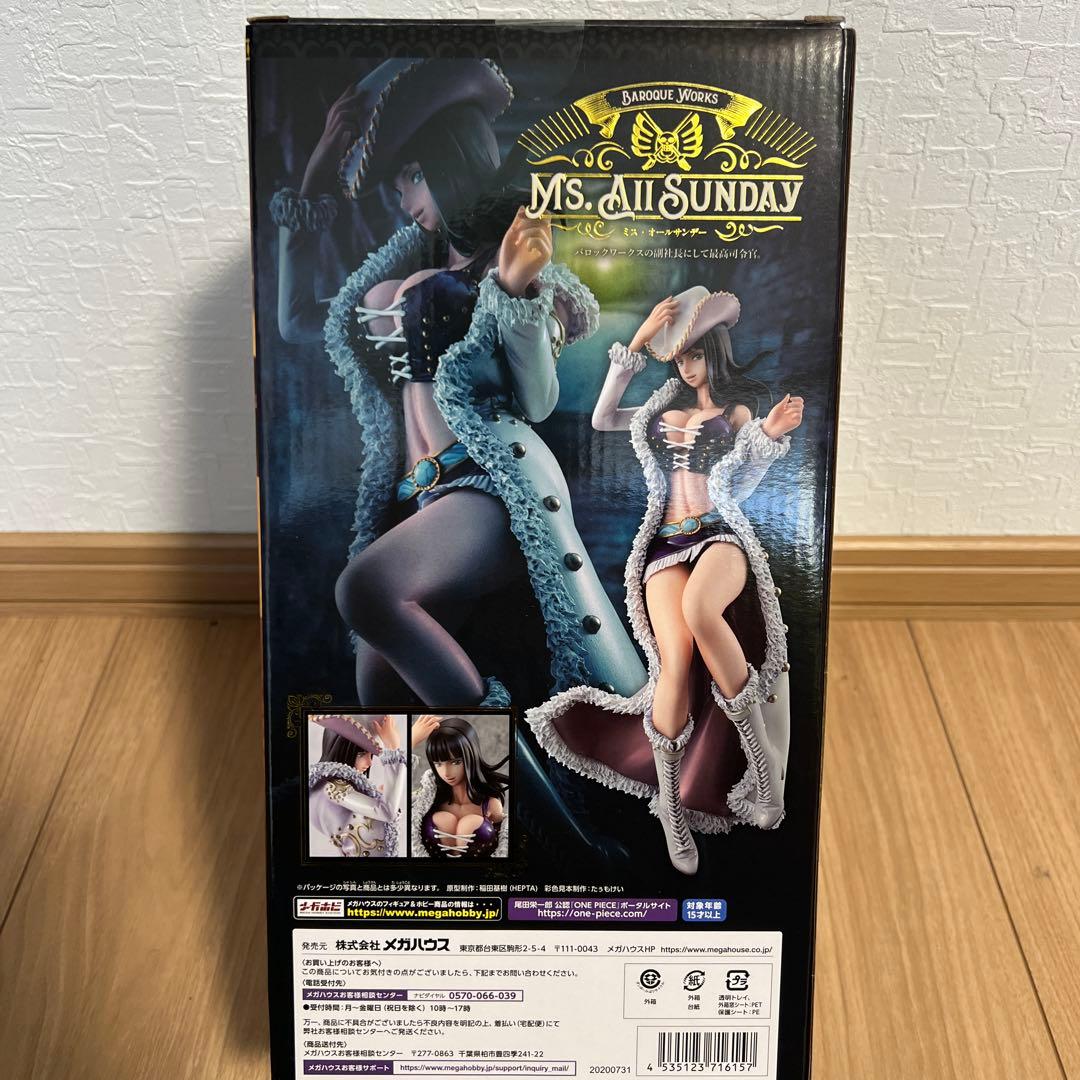 BAROQUE WORKS
MS. All SUNDAY
ミス・オールサンデー
バロックワークスの副社長にして最高司令官。
※パッケージの写真と商品とは多少異なります。 原型制作：稲田基樹 (HEPTA) 彩色見本制作：たぅもけい
メガホビ メガハウスのフィギュア＆ホビー商品の情報は…
https://www.megahobby.jp/
尾田栄一郎 公認「ONE PIECE」ポータルサイト
https://one-piece.com/
対象年齢
15才以上
発売元 株式会社 メガハウス 東京都台東区駒形2-5-4 〒111-0043 メガハウスHP https://www.megahouse.co.jp/
〈お買い上げのお客様へ〉
この商品についてお気付きの点がございましたら、下記までお問い合わせください。
〈電話受付先〉
メガハウスお客様相談センター ナビダイヤル 0570-066-039
●受付時間：月〜金曜日（祝日を除く）10時〜17時
万一、商品に不具合がございましたら不良内容を明記の上、着払い（宅配便）にて
弊社お客様相談センターへご発送ください。
〈商品送付先〉
メガハウスお客様相談センター 〒277-0863 千葉県柏市豊四季241-22
メガハウスお客様サポート https://www.megahobby.jp/support/inquiry_mail/
20200731
外箱
紙
外箱
台紙
プラ
透明トレイ、
外箱窓シート：PET
保護シート：PE
4 535123 716157